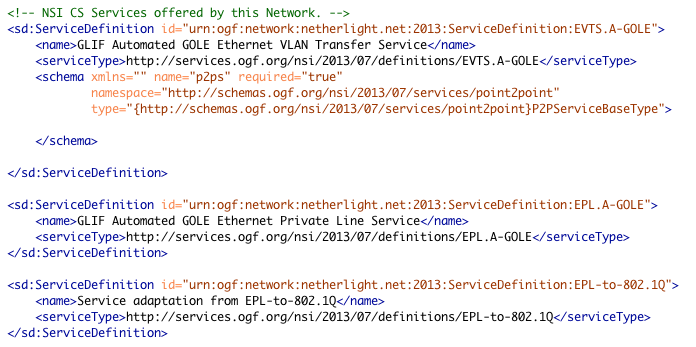 <!-- NSI CS Services offered by this Network. -->
<sd:ServiceDefinition id="urn:ogf:network:netherlight.net:2013:ServiceDefinition:EVTS.A-GOLE">
    <name>GLIF Automated GOLE Ethernet VLAN Transfer Service</name>
    <serviceType>http://services.ogf.org/nsi/2013/07/definitions/EVTS.A-GOLE</serviceType>
    <schema xmlns="" name="p2ps" required="true"
            namespace="http://schemas.ogf.org/nsi/2013/07/services/point2point"
            type="{http://schemas.ogf.org/nsi/2013/07/services/point2point}P2PServiceBaseType">
    </schema>
</sd:ServiceDefinition>
<sd:ServiceDefinition id="urn:ogf:network:netherlight.net:2013:ServiceDefinition:EPL.A-GOLE">
    <name>GLIF Automated GOLE Ethernet Private Line Service</name>
    <serviceType>http://services.ogf.org/nsi/2013/07/definitions/EPL.A-GOLE</serviceType>
</sd:ServiceDefinition>
<sd:ServiceDefinition id="urn:ogf:network:netherlight.net:2013:ServiceDefinition:EPL-to-802.1Q">
    <name>Service adaptation from EPL-to-802.1Q</name>
    <serviceType>http://services.ogf.org/nsi/2013/07/definitions/EPL-to-802.1Q</serviceType>
</sd:ServiceDefinition>